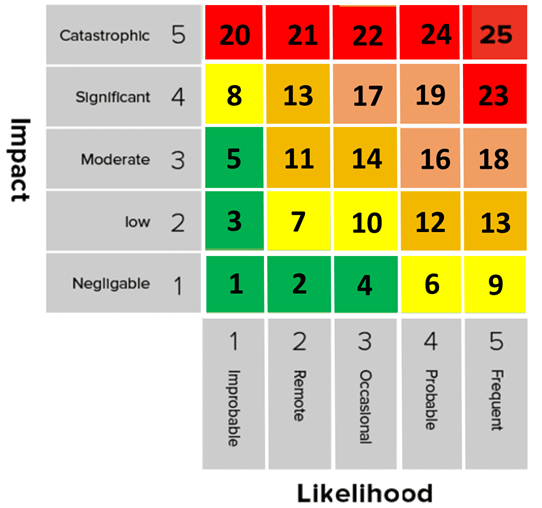 Impact
Catastrophic 5 20 21 22 24 25
Significant 4 8 13 17 19 23
Moderate 3 5 11 14 16 18
low 2 3 7 10 12 13
Negligable 1 1 2 4 6 9
1 2 3 4 5
Improbable Remote Occasional Probable Frequent
Likelihood